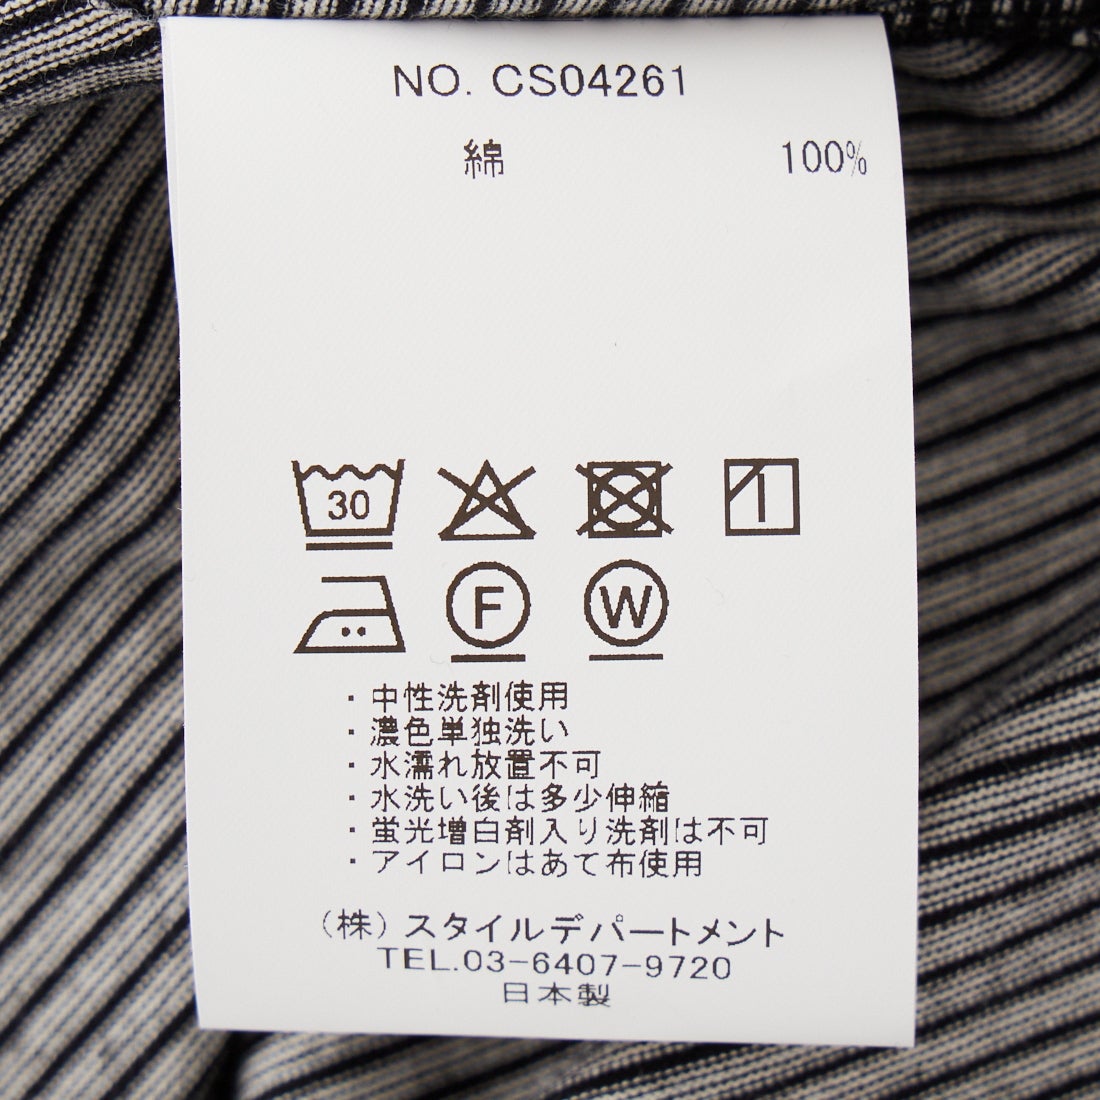 NO. CS04261
綿 100%
30
F W
・中性洗剤使用
・濃色単独洗い
・水濡れ放置不可
・水洗い後は多少伸縮
・蛍光増白剤入り洗剤は不可
・アイロンはあて布使用
(株)スタイルデパートメント
TEL.03-6407-9720
日本製